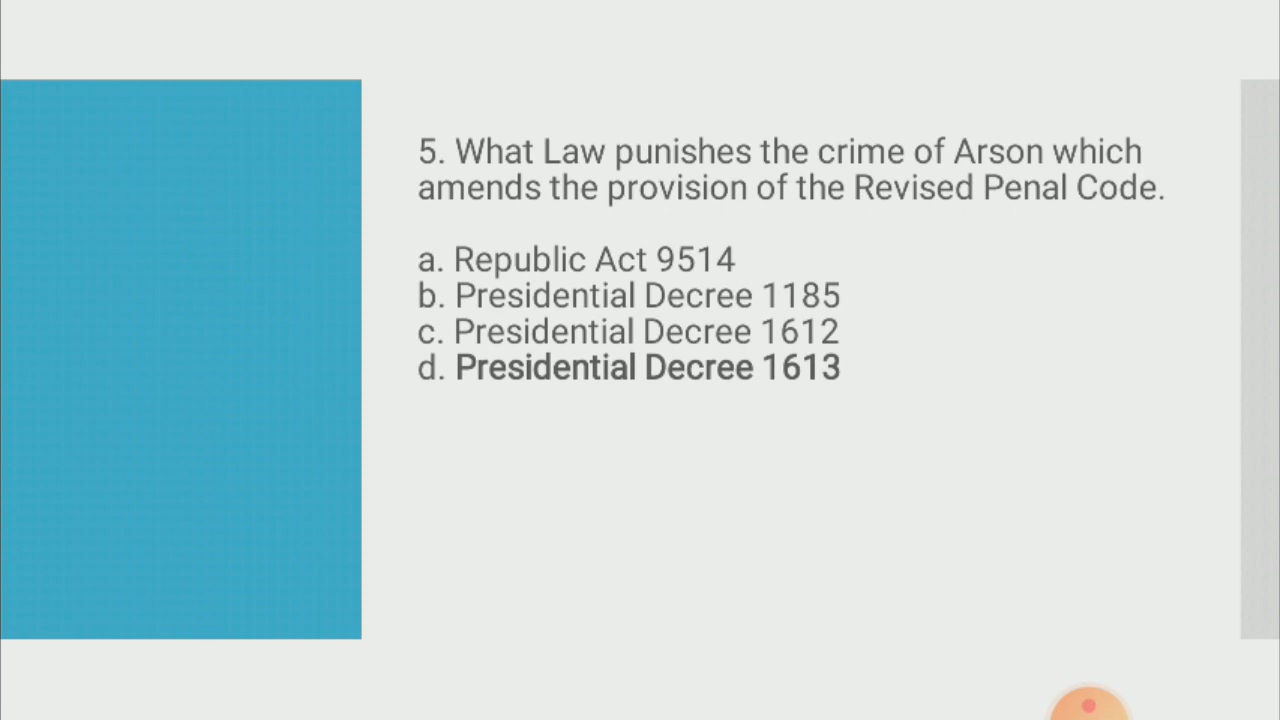 5. What Law punishes the crime of Arson which
amends the provision of the Revised Penal Code.
a. Republic Act 9514
b. Presidential Decree 1185
c. Presidential Decree 1612
d. Presidential Decree 1613